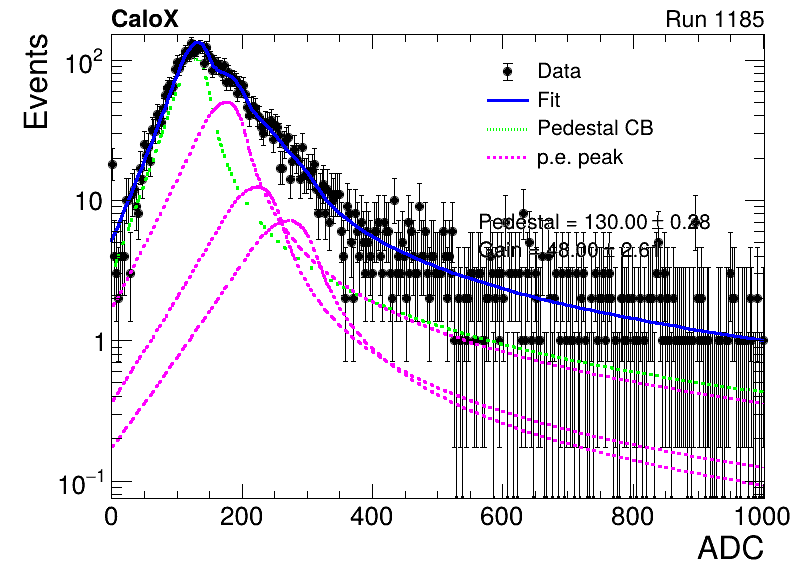 CaloX Run 1185
Events
10²
10
1
10⁻¹
Data
Fit
Pedestal CB
p.e. peak
Pedestal = 130.00 ± 0.28
Gain = 48.00 ± 2.61
0 200 400 600 800 1000
ADC